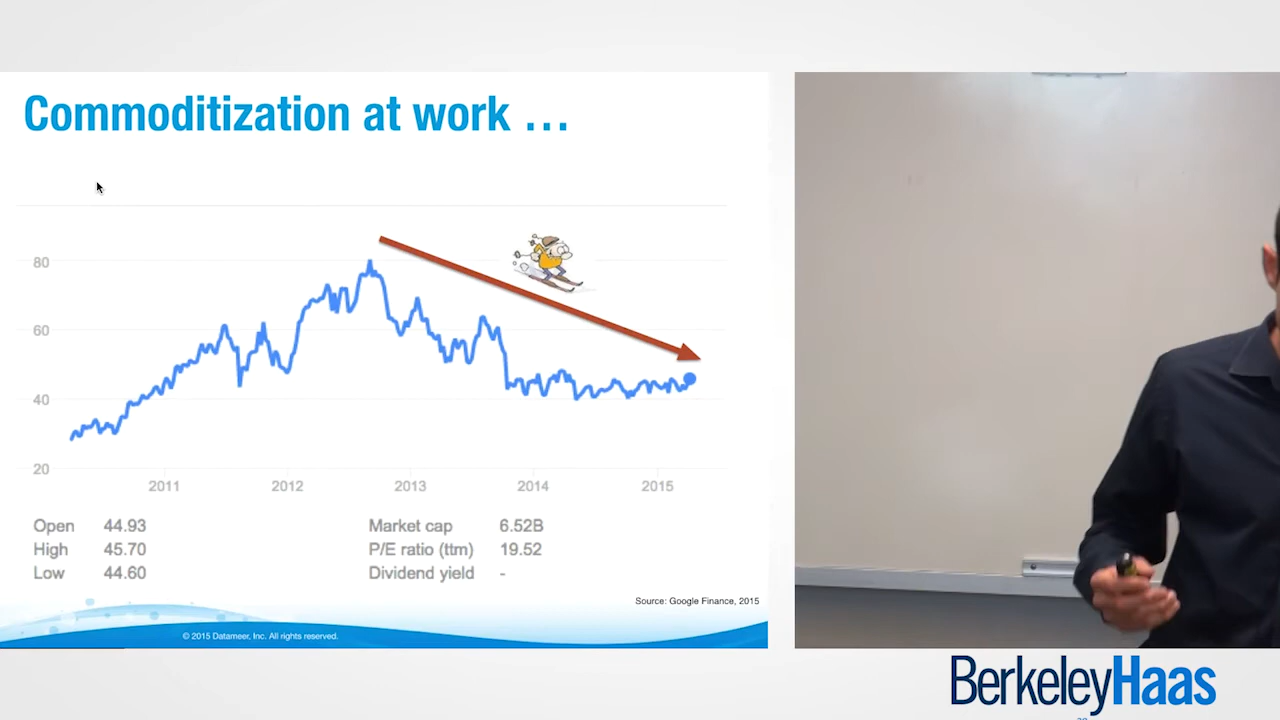 Commoditization at work …
80
60
40
20
2011 2012 2013 2014 2015
Open 44.93 Market cap 6.52B
High 45.70 P/E ratio (ttm) 19.52
Low 44.60 Dividend yield -
Source: Google Finance, 2015
© 2015 Datameer, Inc. All rights reserved.
BerkeleyHaas